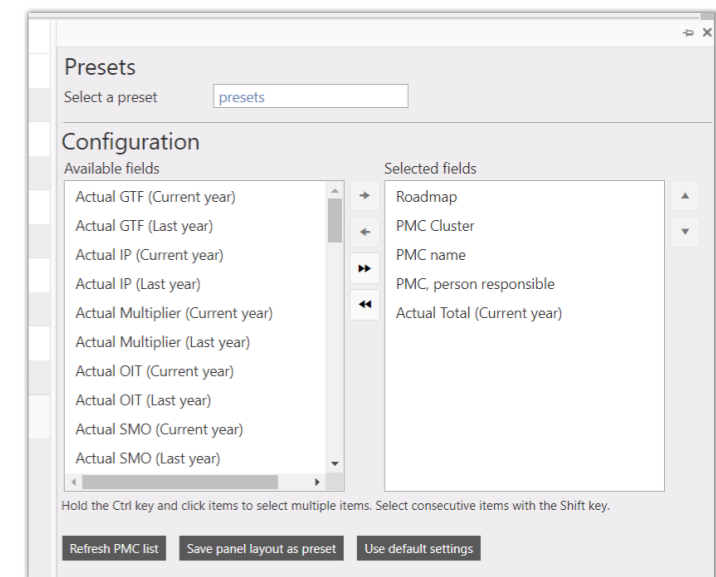 Presets
Select a preset presets
Configuration
Available fields
Actual GTF (Current year)
Actual GTF (Last year)
Actual IP (Current year)
Actual IP (Last year)
Actual Multiplier (Current year)
Actual Multiplier (Last year)
Actual OIT (Current year)
Actual OIT (Last year)
Actual SMO (Current year)
Actual SMO (Last year)
Selected fields
Roadmap
PMC Cluster
PMC name
PMC, person responsible
Actual Total (Current year)
Hold the Ctrl key and click items to select multiple items. Select consecutive items with the Shift key.
Refresh PMC list Save panel layout as preset Use default settings